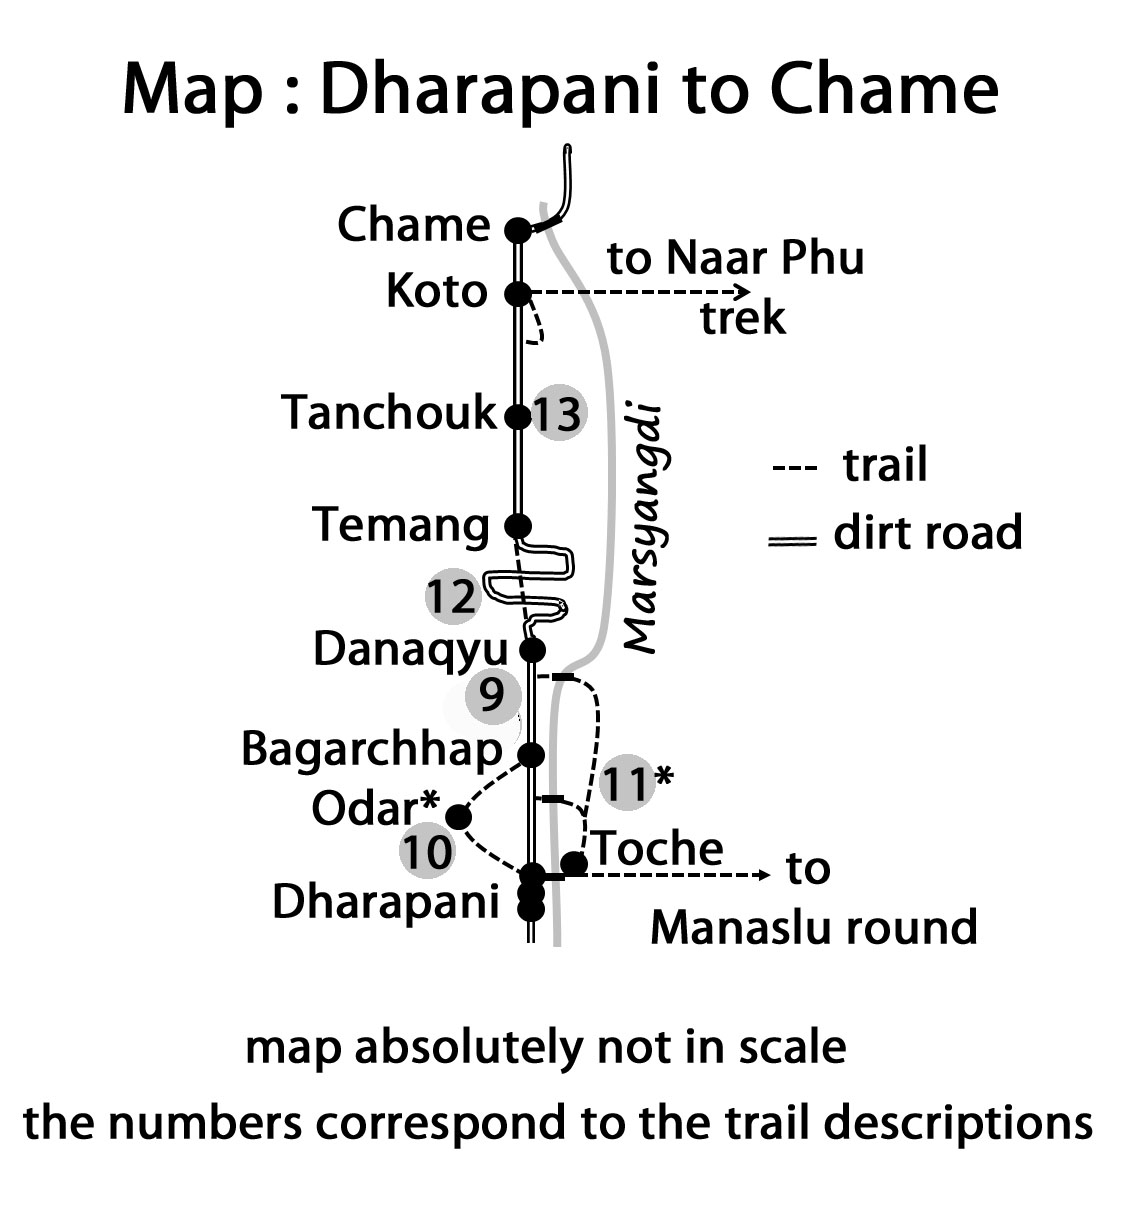 Map : Dharapani to Chame
Chame
to Naar Phu
Koto
trek
Tanchouk
13
Marsyangdi
trail
Temang
dirt road
12
Danaqyu
9
Bagarchhap
11*
Odar*
10
Toche
to
Dharapani
Manaslu round
map absolutely not in scale
the numbers correspond to the trail descriptions